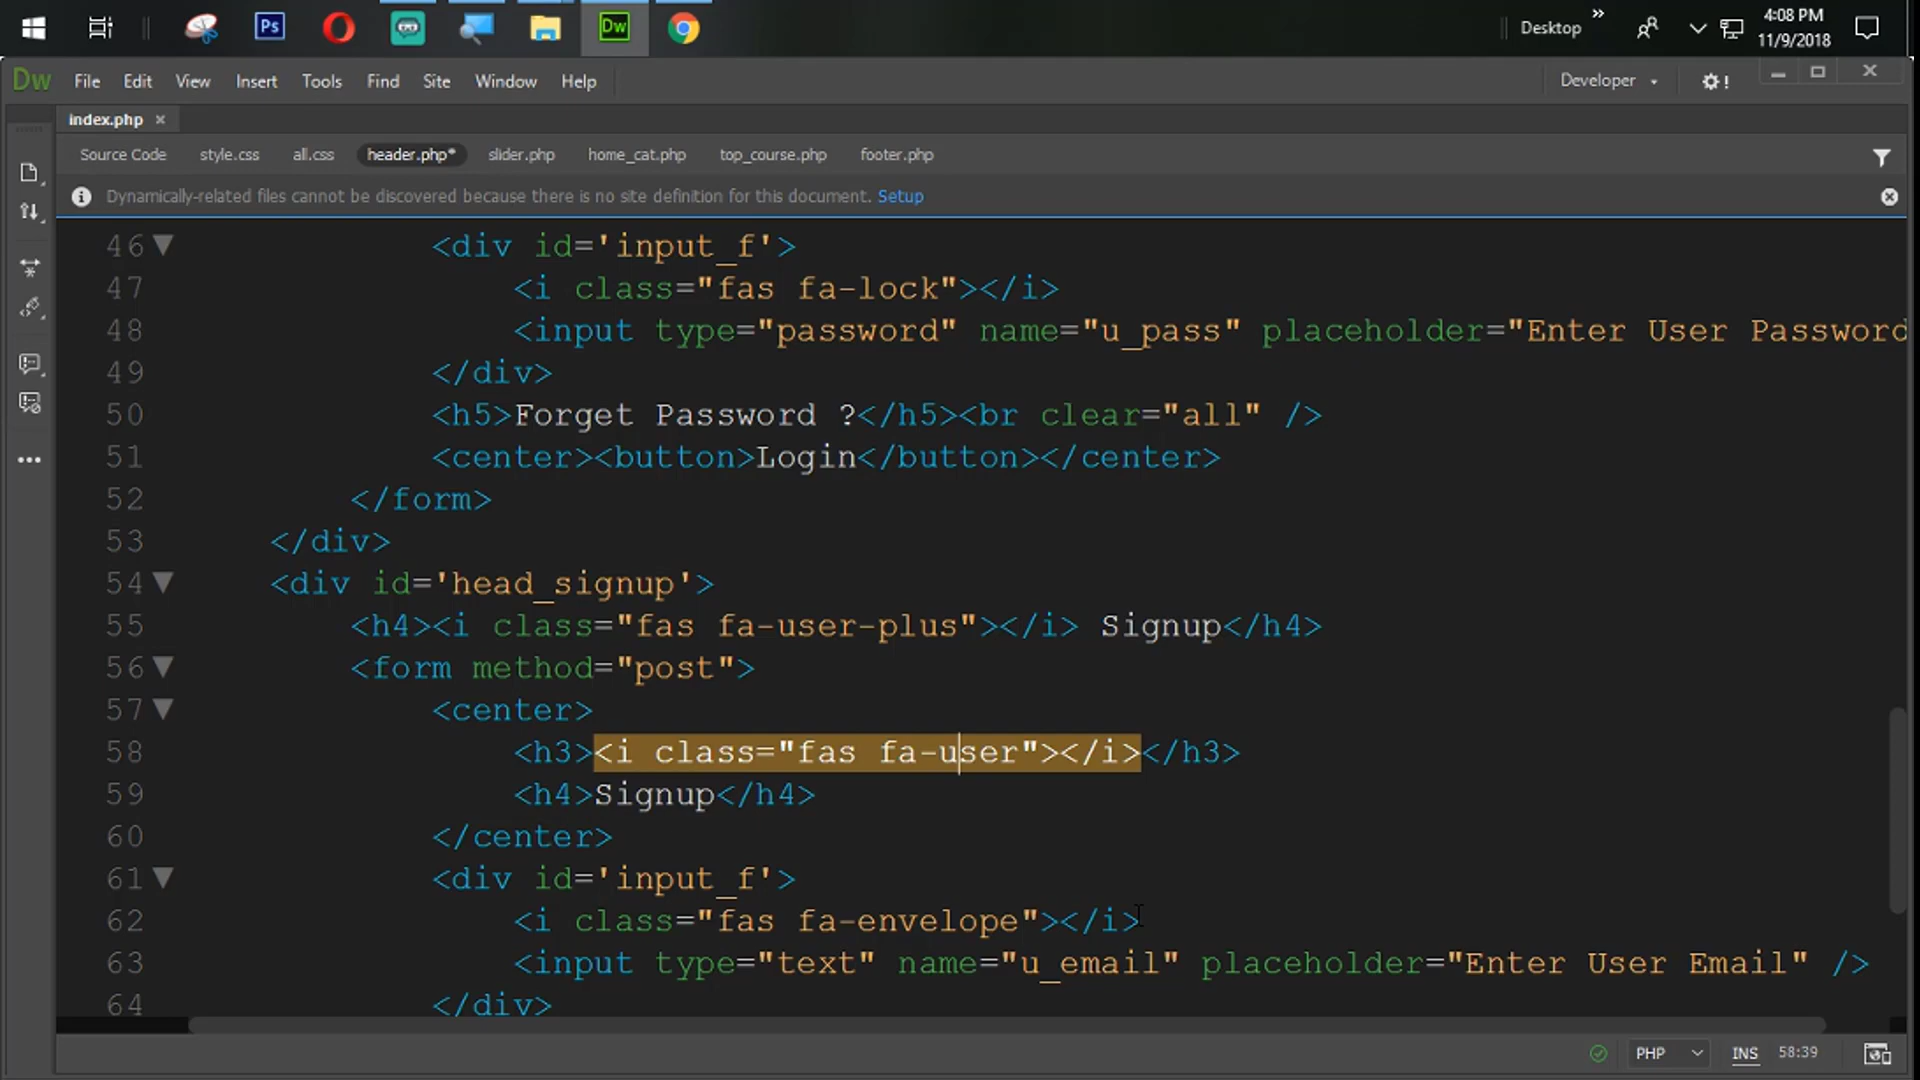 Ps
Dw
Desktop
»
4:08 PM
11/9/2018
Dw File Edit View Insert Tools Find Site Window Help
Developer
!
index.php ×
Source Code style.css all.css header.php* slider.php home_cat.php top_course.php footer.php
Dynamically-related files cannot be discovered because there is no site definition for this document. Setup
46 <div id='input_f'>
47 <i class="fas fa-lock"></i>
48 <input type="password" name="u_pass" placeholder="Enter User Password
49 </div>
50 <h5>Forget Password ?</h5><br clear="all" />
51 <center><button>Login</button></center>
52 </form>
53 </div>
54 <div id='head_signup'>
55 <h4><i class="fas fa-user-plus"></i> Signup</h4>
56 <form method="post">
57 <center>
58 <h3><i class="fas fa-user"></i></h3>
59 <h4>Signup</h4>
60 </center>
61 <div id='input_f'>
62 <i class="fas fa-envelope"></i>
63 <input type="text" name="u_email" placeholder="Enter User Email" />
64 </div>
PHP INS 58:39